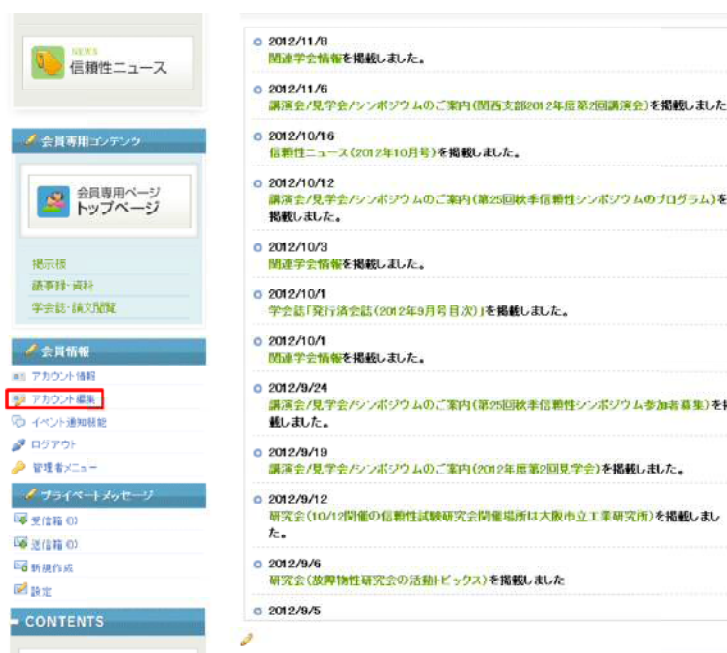 NEWS
信頼性ニュース
会員専用コンテンツ
会員専用ページ
トップページ
掲示板
議事録・資料
学会誌・論文閲覧
会員情報
アカウント情報
アカウント編集
イベント通知機能
ログアウト
管理者メニュー
プライベートメッセージ
受信箱 (0)
送信箱 (0)
新規作成
設定
CONTENTS
2012/11/8
関連学会情報を掲載しました。
2012/11/6
講演会/見学会/シンポジウムのご案内(関西支部2012年度第2回講演会)を掲載しました
2012/10/16
信頼性ニュース(2012年10月号)を掲載しました。
2012/10/12
講演会/見学会/シンポジウムのご案内(第25回秋季信頼性シンポジウムのプログラム)を
掲載しました。
2012/10/3
関連学会情報を掲載しました。
2012/10/1
学会誌「発行済会誌(2012年9月号目次)」を掲載しました。
2012/10/1
関連学会情報を掲載しました。
2012/9/24
講演会/見学会/シンポジウムのご案内(第25回秋季信頼性シンポジウム参加者募集)を掲
載しました。
2012/9/19
講演会/見学会/シンポジウムのご案内(2012年度第2回見学会)を掲載しました。
2012/9/12
研究会(10/12開催の信頼性試験研究会開催場所は大阪市立工業研究所)を掲載しまし
た。
2012/9/6
研究会(故障物性研究会の活動トピックス)を掲載しました
2012/9/5